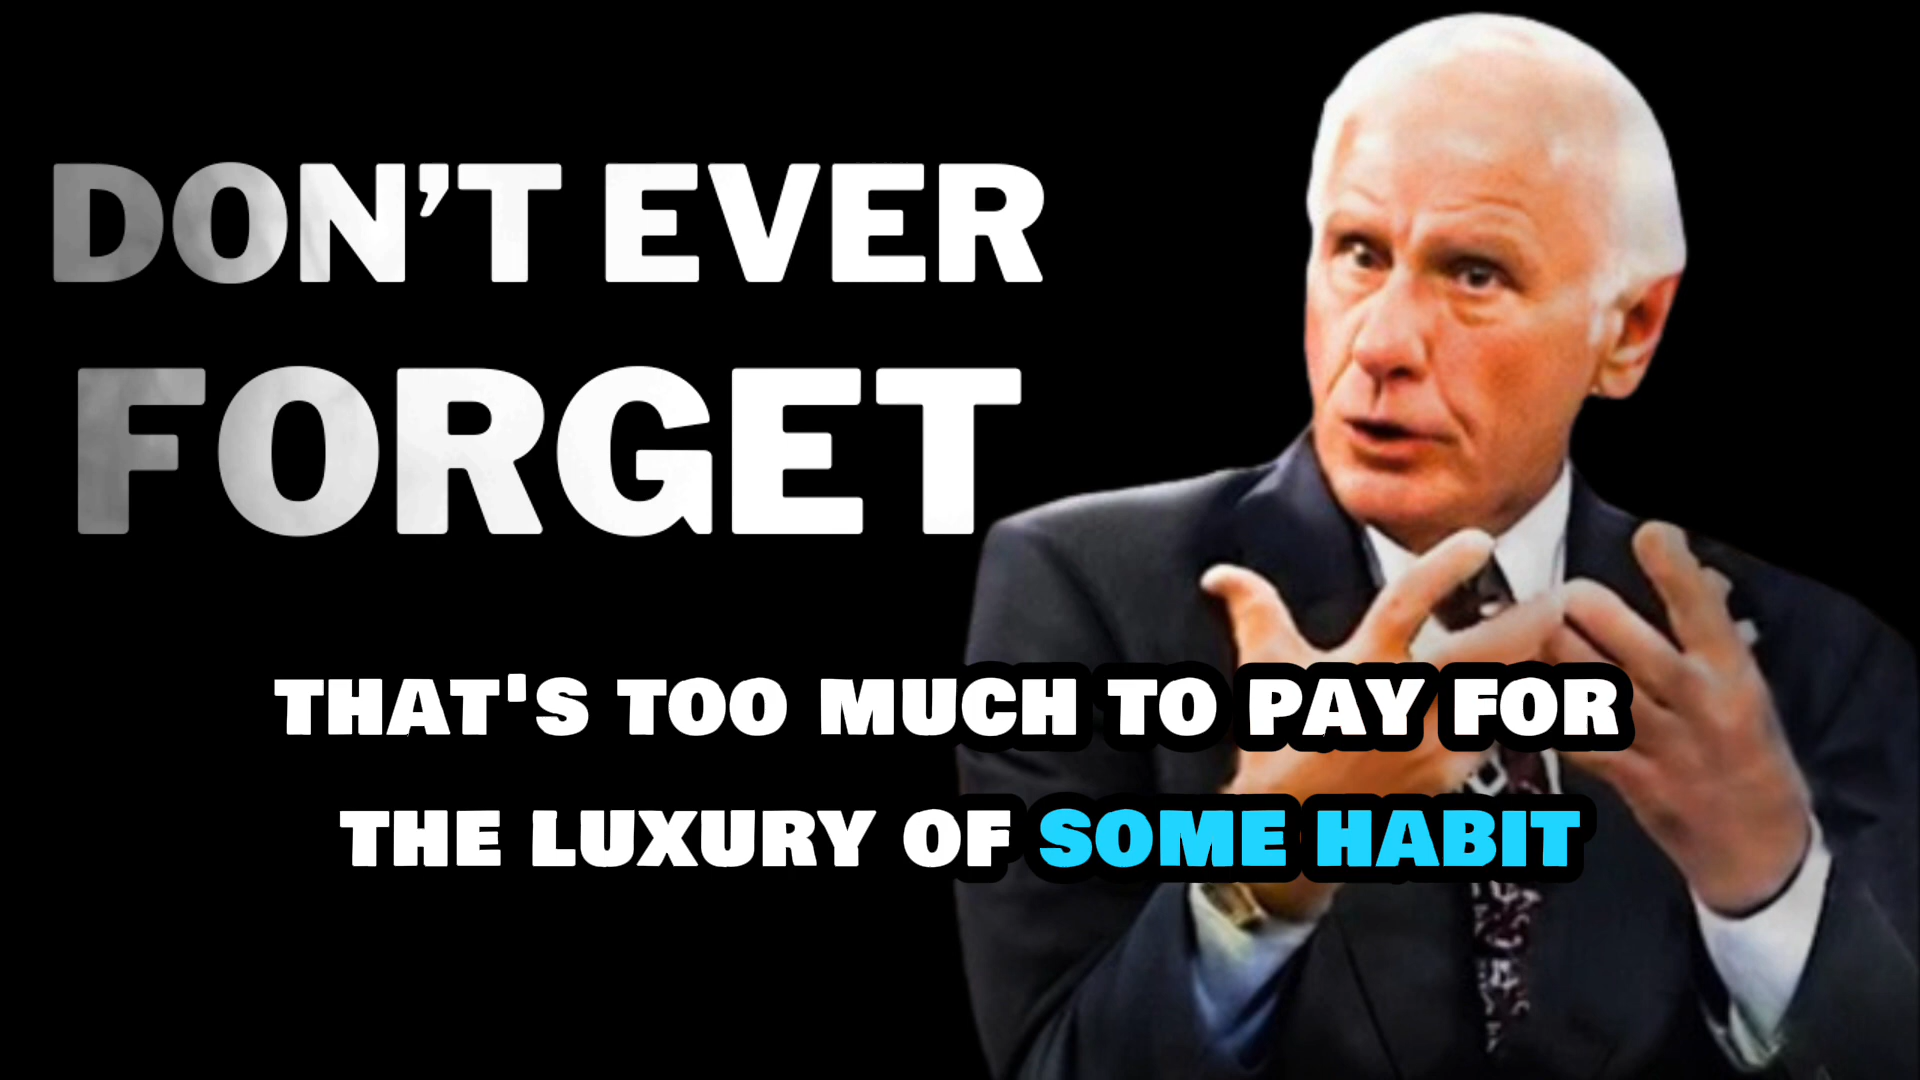 DON’T EVER
FORGET
THAT'S TOO MUCH TO PAY FOR
THE LUXURY OF SOME HABIT